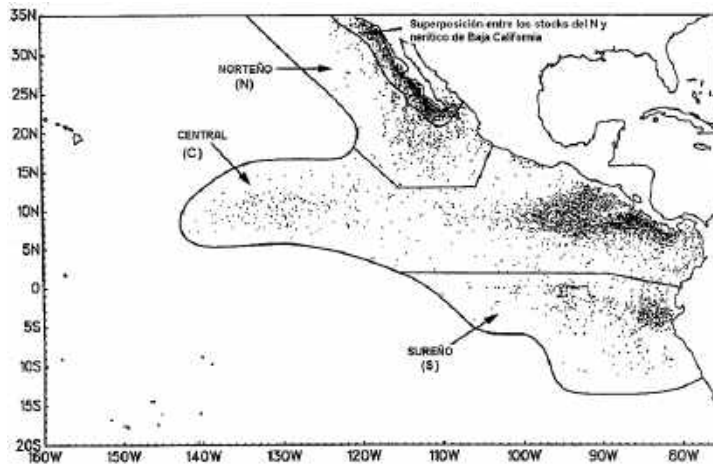 35N
30N
25N
20N
15N
10N
5N
0
5S
10S
15S
20S
Superposición entre los stocks del N y
nerítico de Baja California
NORTEÑO
(N)
CENTRAL
(C)
SUREÑO
(S)
160W
150W
140W
130W
120W
110W
100W
90W
80W